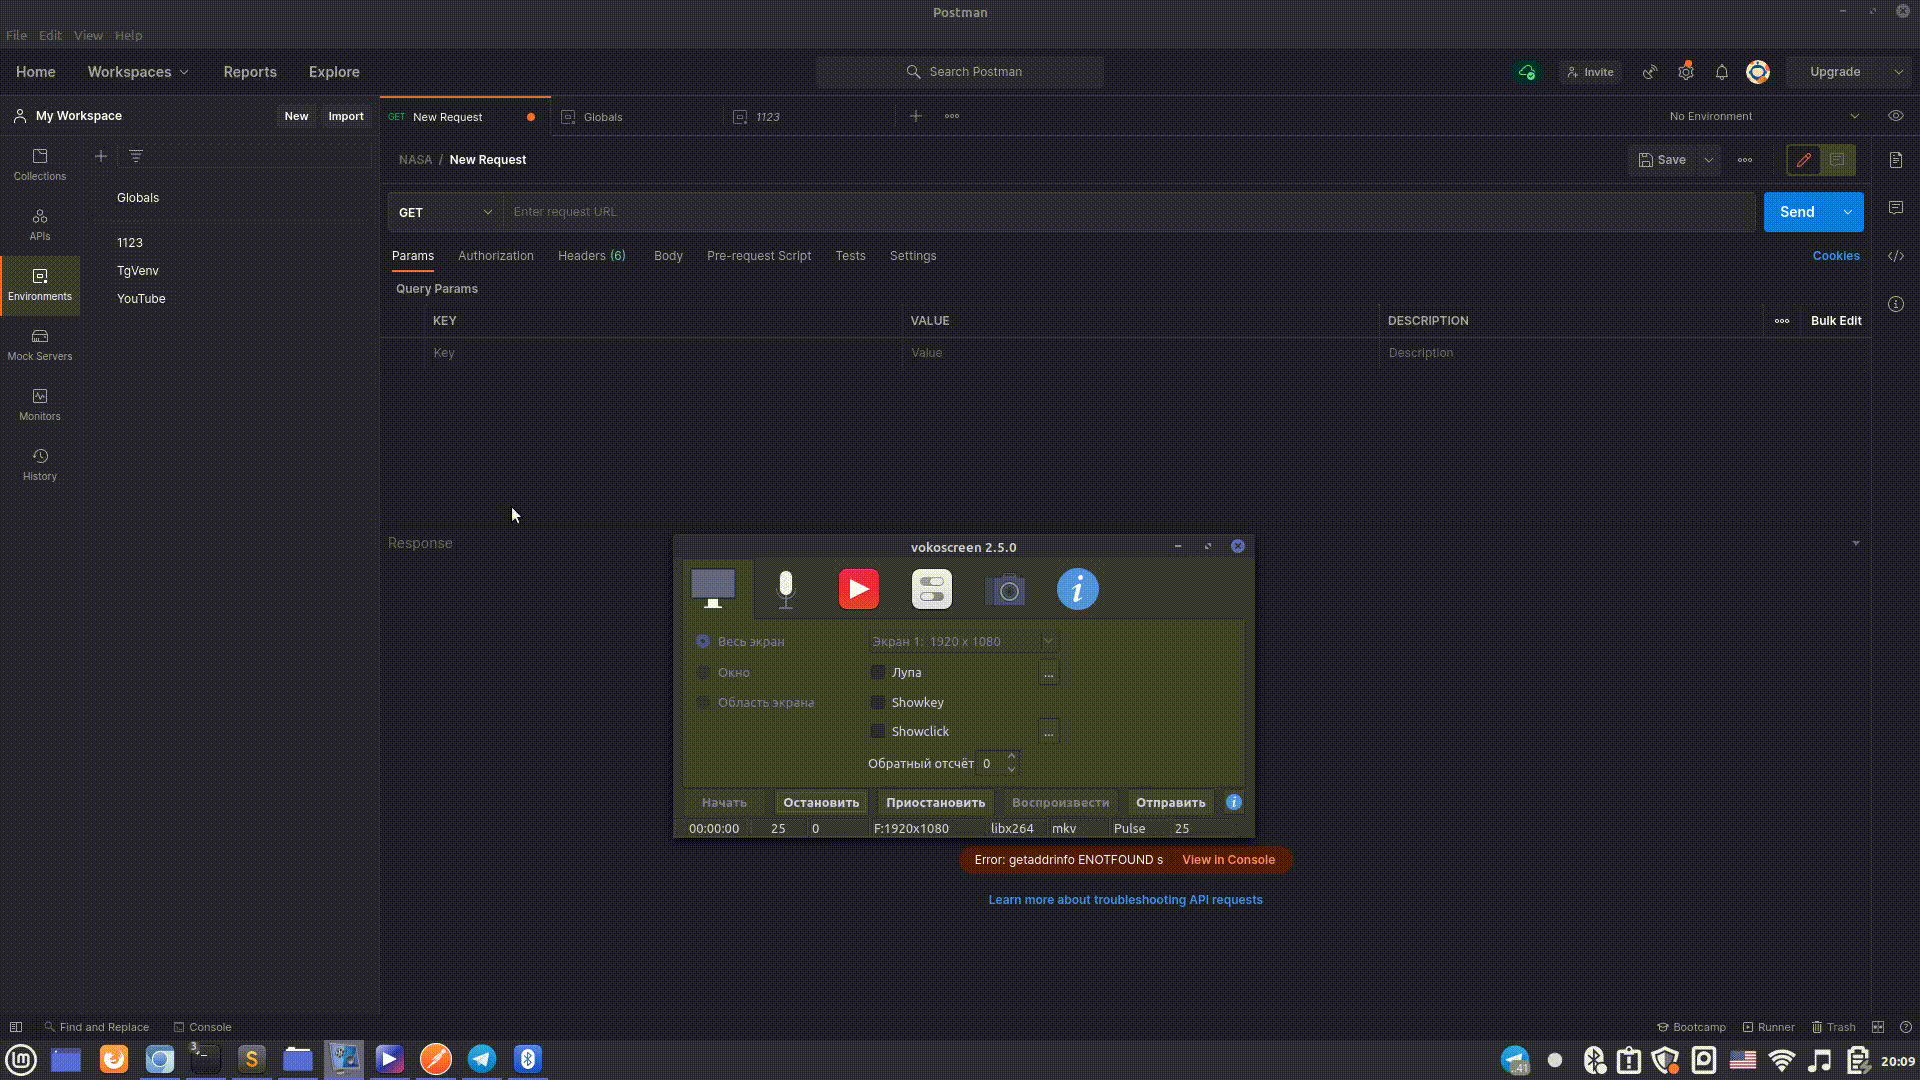 Postman
File Edit View Help
Home Workspaces Reports Explore Search Postman Invite Upgrade
My Workspace New Import GET New Request Globals 1123 No Environment
Collections
NASA / New Request Save
Globals
APIs
GET Enter request URL Send
1123
TgVenv
YouTube
Environments
Params Authorization Headers (6) Body Pre-request Script Tests Settings Cookies
Query Params
KEY VALUE DESCRIPTION Bulk Edit
Key Value Description
Mock Servers
Monitors
History
Response
vokoscreen 2.5.0
Весь экран Экран 1: 1920 x 1080
Окно Лупа ...
Область экрана Showkey
Showclick ...
Обратный отсчёт 0
Начать Остановить Приостановить Воспроизвести Отправить
00:00:00 25 0 F:1920x1080 libx264 mkv Pulse 25
Error: getaddrinfo ENOTFOUND s View in Console
Learn more about troubleshooting API requests
Find and Replace Console Bootcamp Runner Trash
3 S ..41 20:09